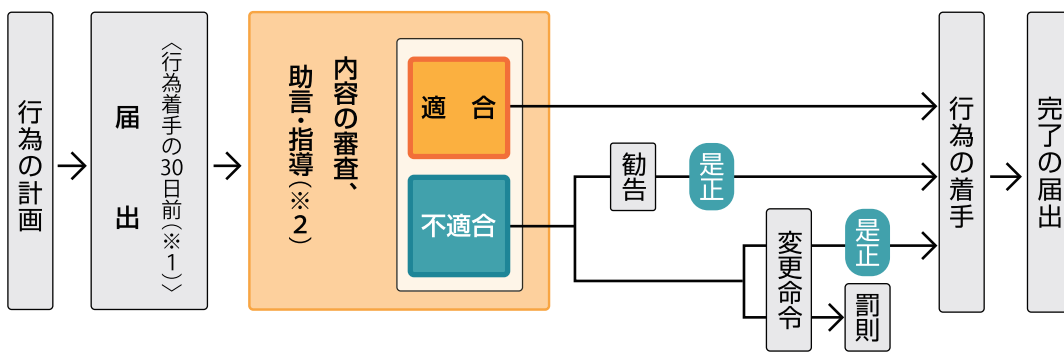 行為の計画
届出
〈行為着手の30日前(※1)〉
内容の審査、
助言・指導(※2)
適合
不適合
勧告
是正
変更命令
是正
罰則
行為の着手
完了の届出